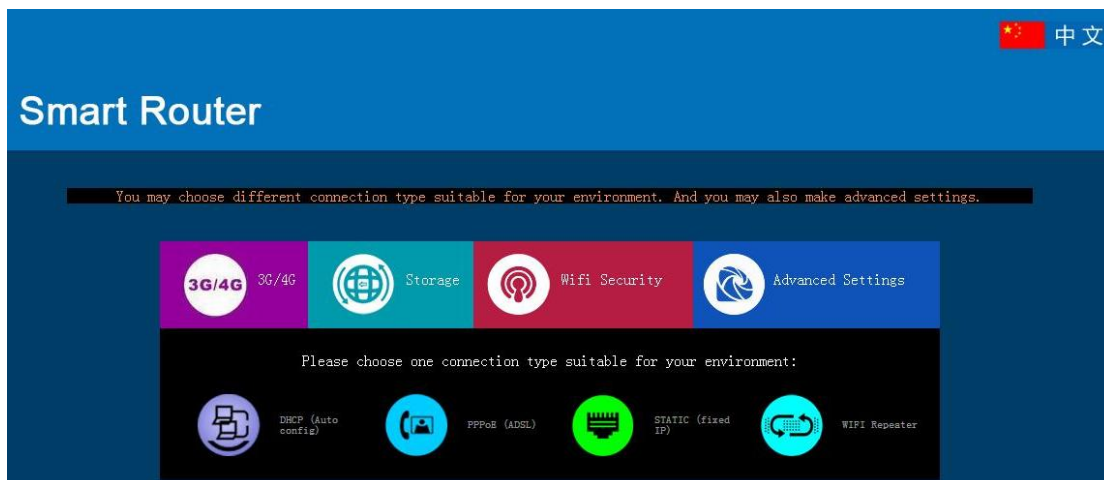 中文
Smart Router
You may choose different connection type suitable for your environment. And you may also make advanced settings.
3G/4G 3G/4G Storage Wifi Security Advanced Settings
Please choose one connection type suitable for your environment:
DHCP (Auto
config)
PPPoE (ADSL)
STATIC (fixed
IP)
WIFI Repeater